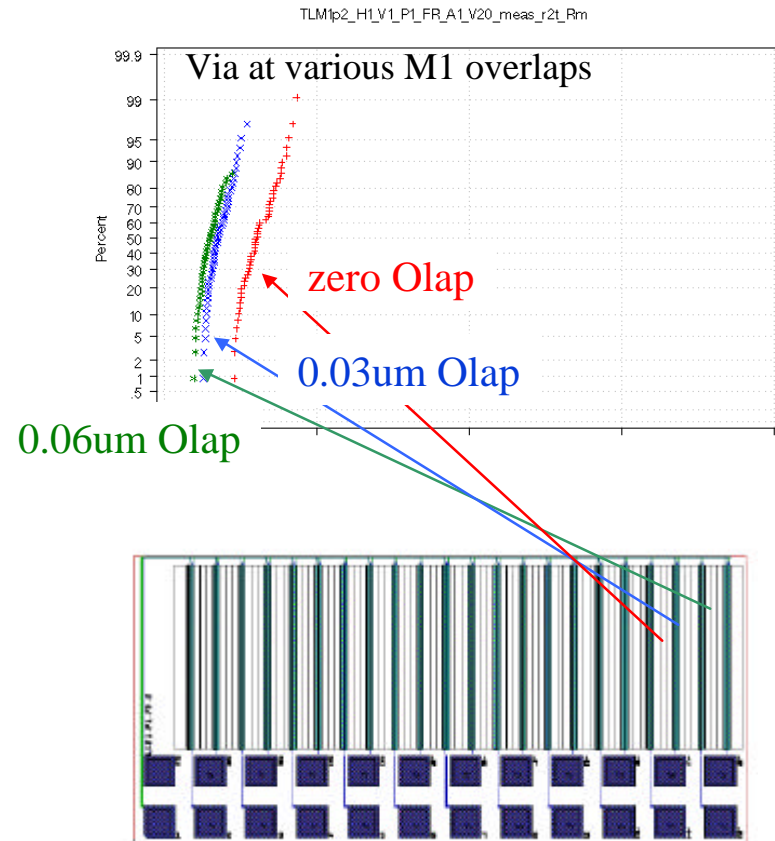 TLM1p2_H1_V1_P1_FR_A1_V20_meas_r2t_Rm
Via at various M1 overlaps
99.9
99
95
90
80
70
60
50
40
30
20
10
5
2
1
.5
Percent
zero Olap
0.03um Olap
0.06um Olap